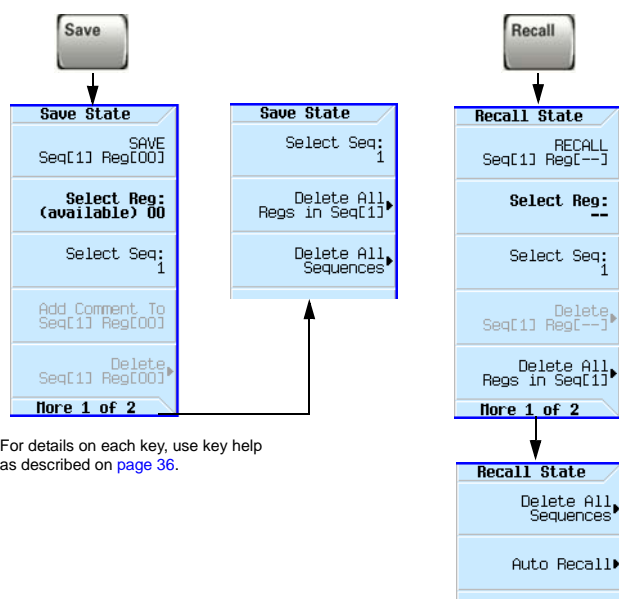 Save
Save State
SAVE
Seq[1] Reg[00]
Select Reg:
(available) 00
Select Seq:
1
Add Comment To
Seq[1] Reg[00]
Delete
Seq[1] Reg[00]
More 1 of 2
Save State
Select Seq:
1
Delete All
Regs in Seq[1]
Delete All
Sequences
For details on each key, use key help
as described on page 36.
Recall
Recall State
RECALL
Seq[1] Reg[--]
Select Reg:
--
Select Seq:
1
Delete
Seq[1] Reg[--]
Delete All
Regs in Seq[1]
More 1 of 2
Recall State
Delete All
Sequences
Auto Recall